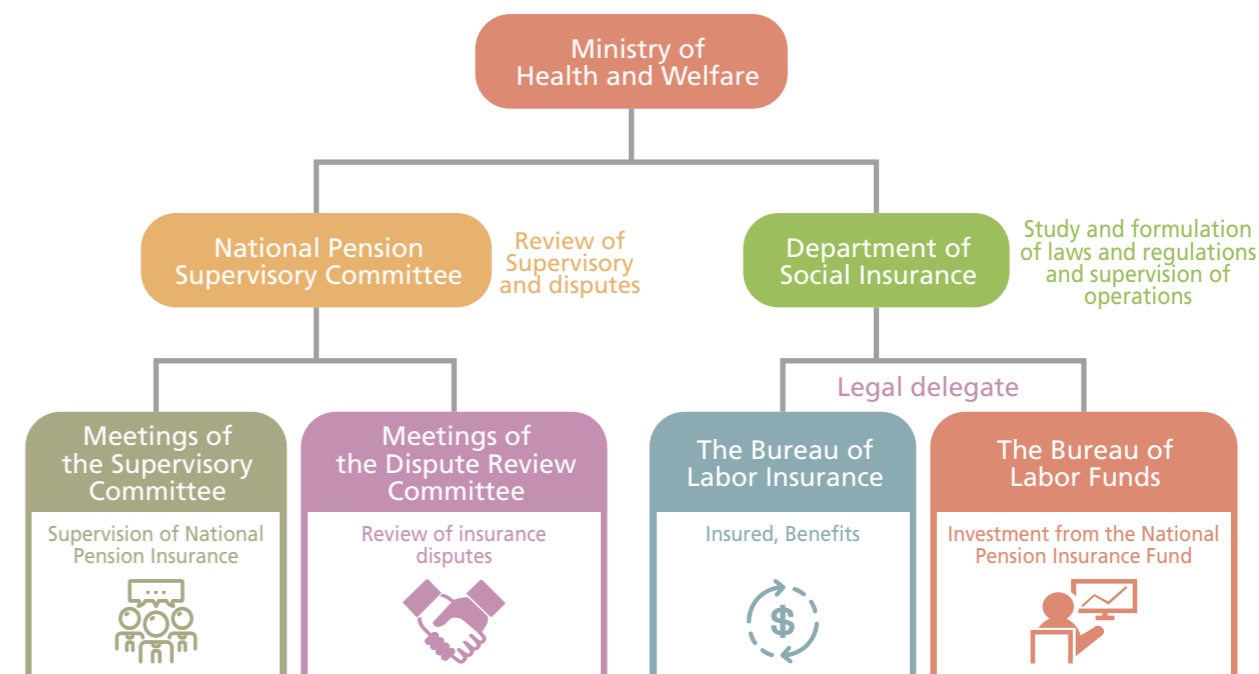 Ministry of
Health and Welfare
National Pension
Supervisory Committee
Review of
Supervisory
and disputes
Department of
Social Insurance
Study and formulation
of laws and regulations
and supervision of
operations
Legal delegate
Meetings of
the Supervisory
Committee
Supervision of National
Pension Insurance
Meetings of
the Dispute Review
Committee
Review of insurance
disputes
The Bureau of
Labor Insurance
Insured, Benefits
$
The Bureau of
Labor Funds
Investment from the National
Pension Insurance Fund